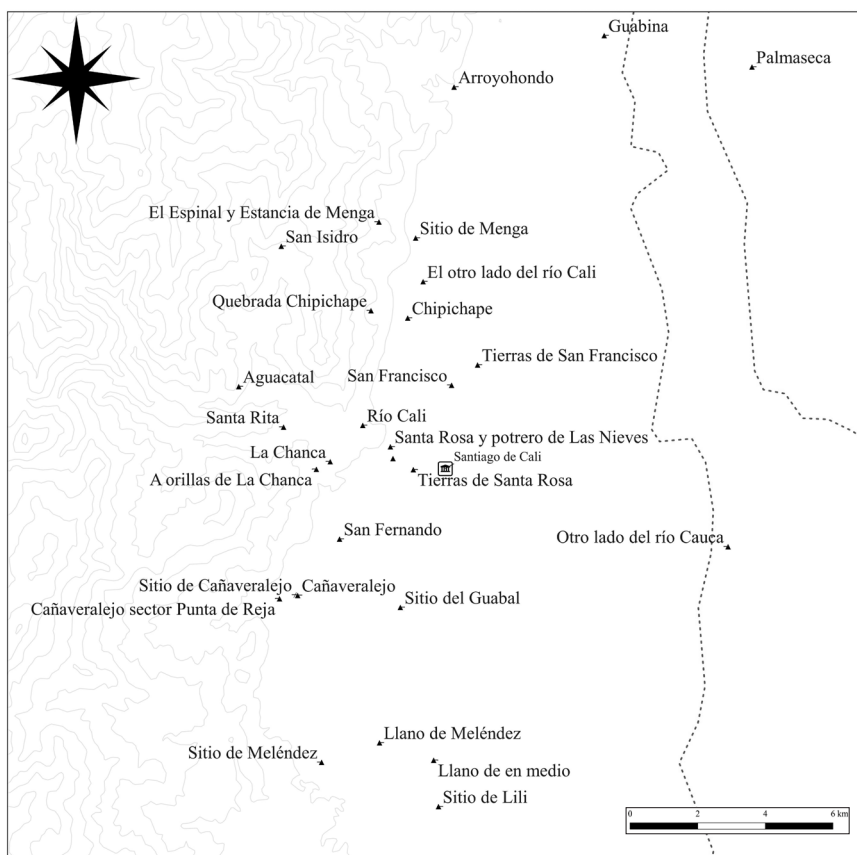 Guabina
Palmaseca
Arroyohondo
El Espinal y Estancia de Menga
Sitio de Menga
San Isidro
El otro lado del río Cali
Quebrada Chipichape
Chipichape
Tierras de San Francisco
San Francisco
Aguacatal
Santa Rita
Río Cali
Santa Rosa y potrero de Las Nieves
La Chanca
Santiago de Cali
A orillas de La Chanca
Tierras de Santa Rosa
San Fernando
Otro lado del río Cauca
Sitio de Cañaveralejo
Cañaveralejo
Cañaveralejo sector Punta de Reja
Sitio del Guabal
Llano de Meléndez
Sitio de Meléndez
Llano de en medio
Sitio de Lili
0 2 4 6 km